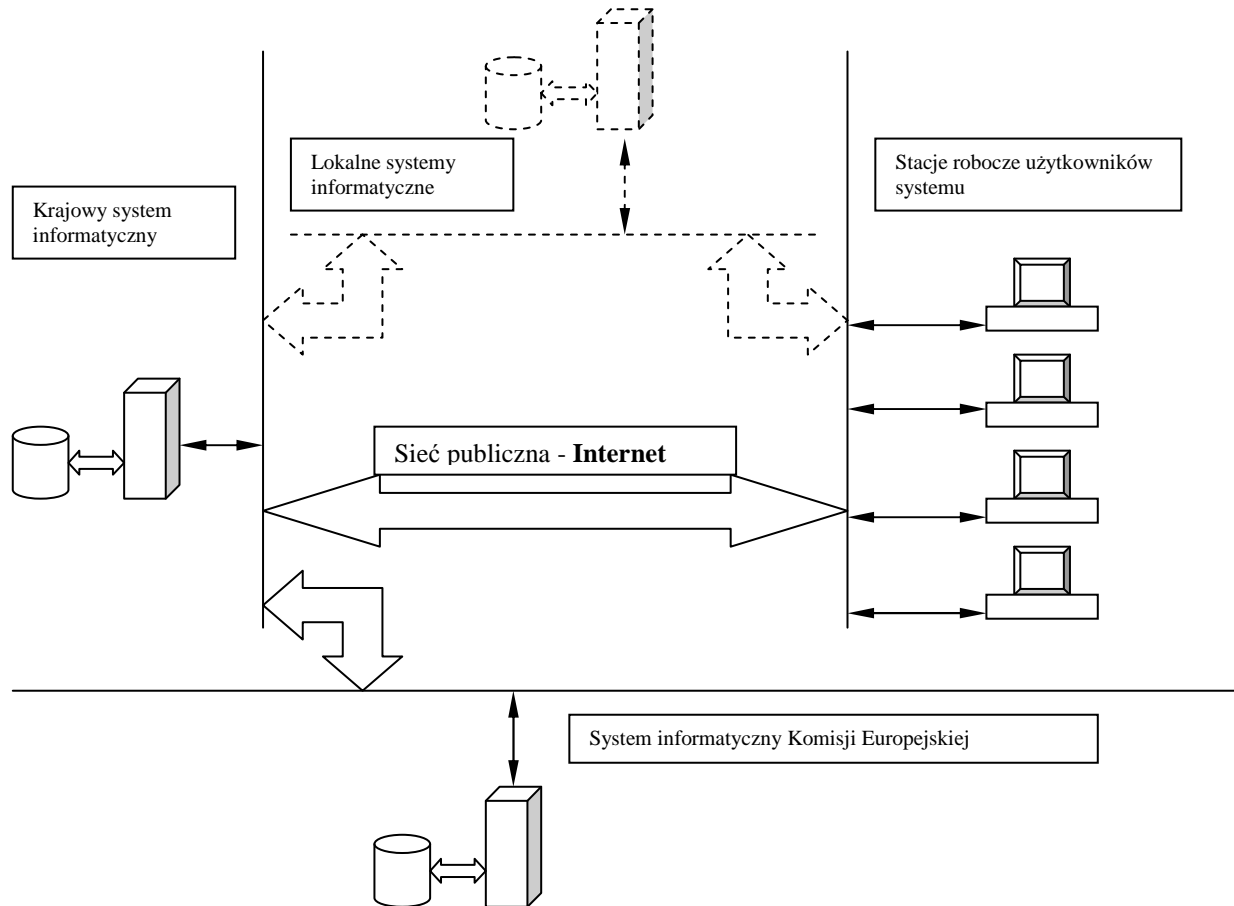 Lokalne systemy
informatyczne
Stacje robocze użytkowników
systemu
Krajowy system
informatyczny
Sieć publiczna - Internet
System informatyczny Komisji Europejskiej